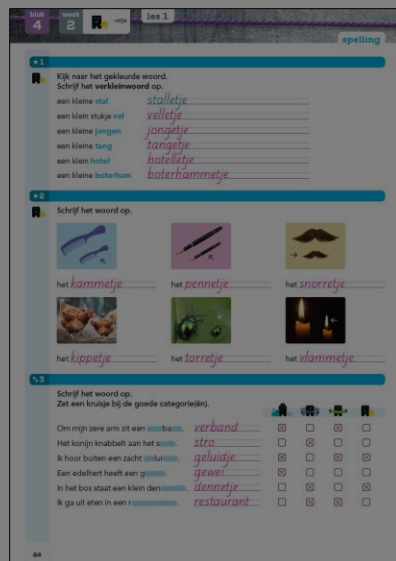 blok week les 1
4 2 -etje
spelling
★1
Kijk naar het gekleurde woord.
Schrijf het verkleinwoord op.
een kleine stal stalletje
een klein stukje vel velletje
een kleine jongen jongetje
een kleine tang tangetje
een klein hotel hotelletje
een kleine boterham boterhammetje
★2
Schrijf het woord op.
het kammetje het pennetje het snorretje
het kippetje het torretje het vlammetje
3
Schrijf het woord op.
Zet een kruisje bij de goede categorie(ën).
Om mijn zere arm zit een ba . verband
Het konijn knabbelt aan het s . stro
Ik hoor buiten een zacht lui . geluidje
Een edelhert heeft een g . gewei
In het bos staat een klein den . dennetje
Ik ga uit eten in een r . restaurant
84